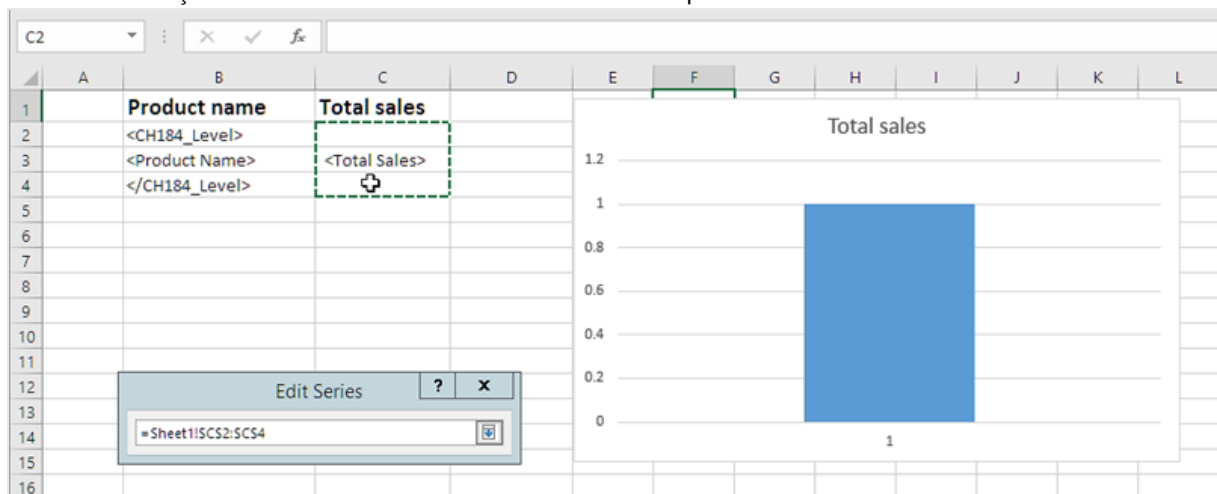 C2 fx
A B C D E F G H I J K L
1 Product name Total sales
2 <CH184_Level>
3 <Product Name> <Total Sales>
4 </CH184_Level>
5
6
7
8
9
10
11
12
13
14
15
16
Total sales
1.2
1
0.8
0.6
0.4
0.2
0
1
Edit Series ? x
=Sheet1!$C$2:$C$4